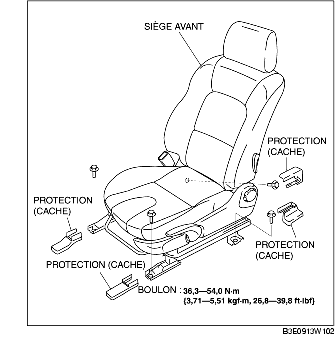 SIÈGE AVANT
PROTECTION
(CACHE)
PROTECTION
(CACHE)
PROTECTION
(CACHE)
PROTECTION (CACHE)
BOULON : 36,3—54,0 N·m
{3,71—5,51 kgf·m, 26,8—39,8 ft·lbf}
B3E0913W102